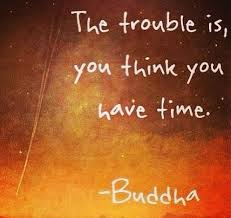 The trouble is,
you think you
have time.
-Buddha